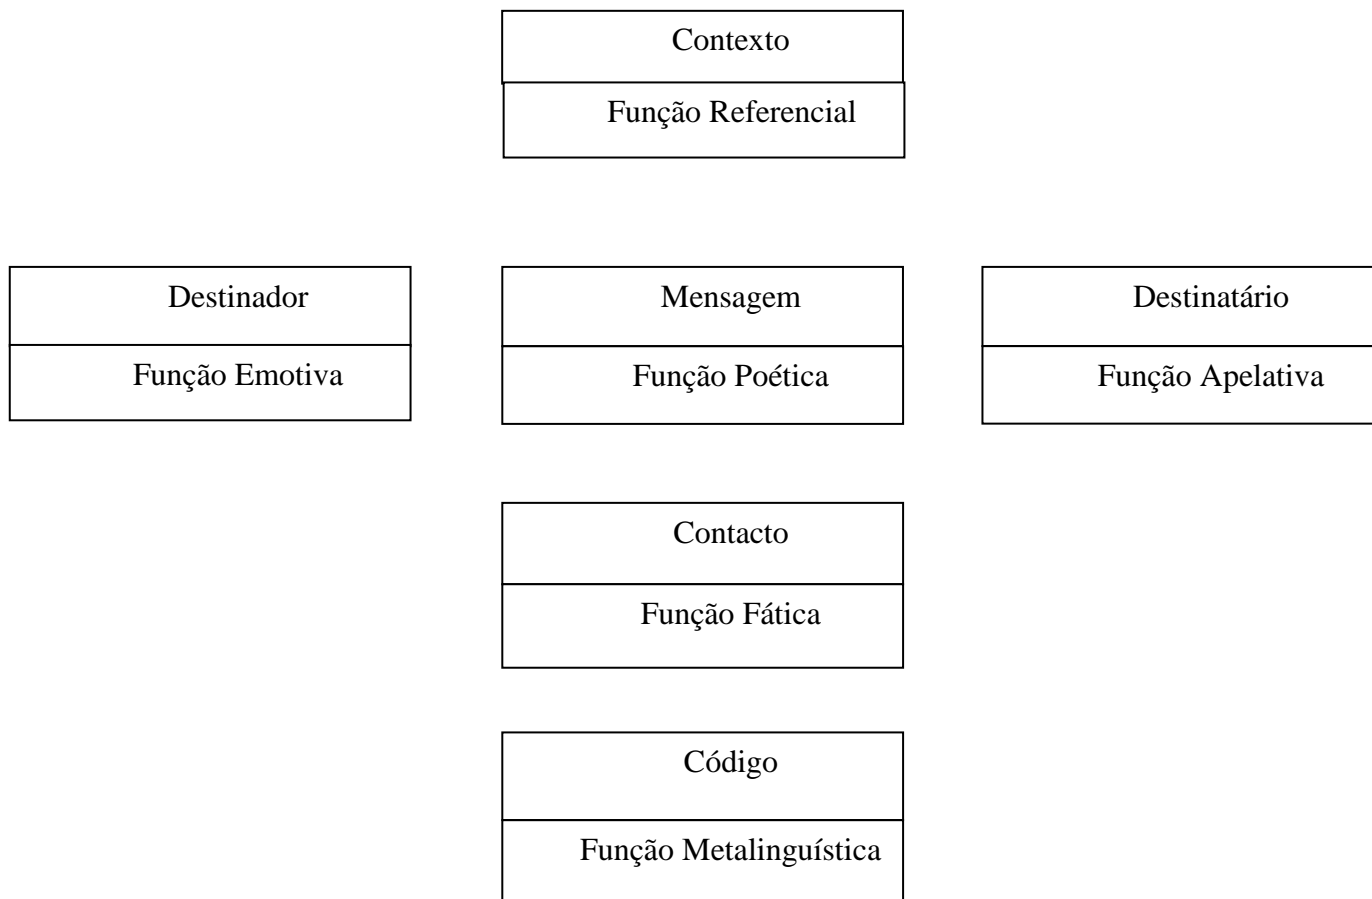 Contexto
Função Referencial
Destinador
Função Emotiva
Mensagem
Função Poética
Destinatário
Função Apelativa
Contacto
Função Fática
Código
Função Metalinguística